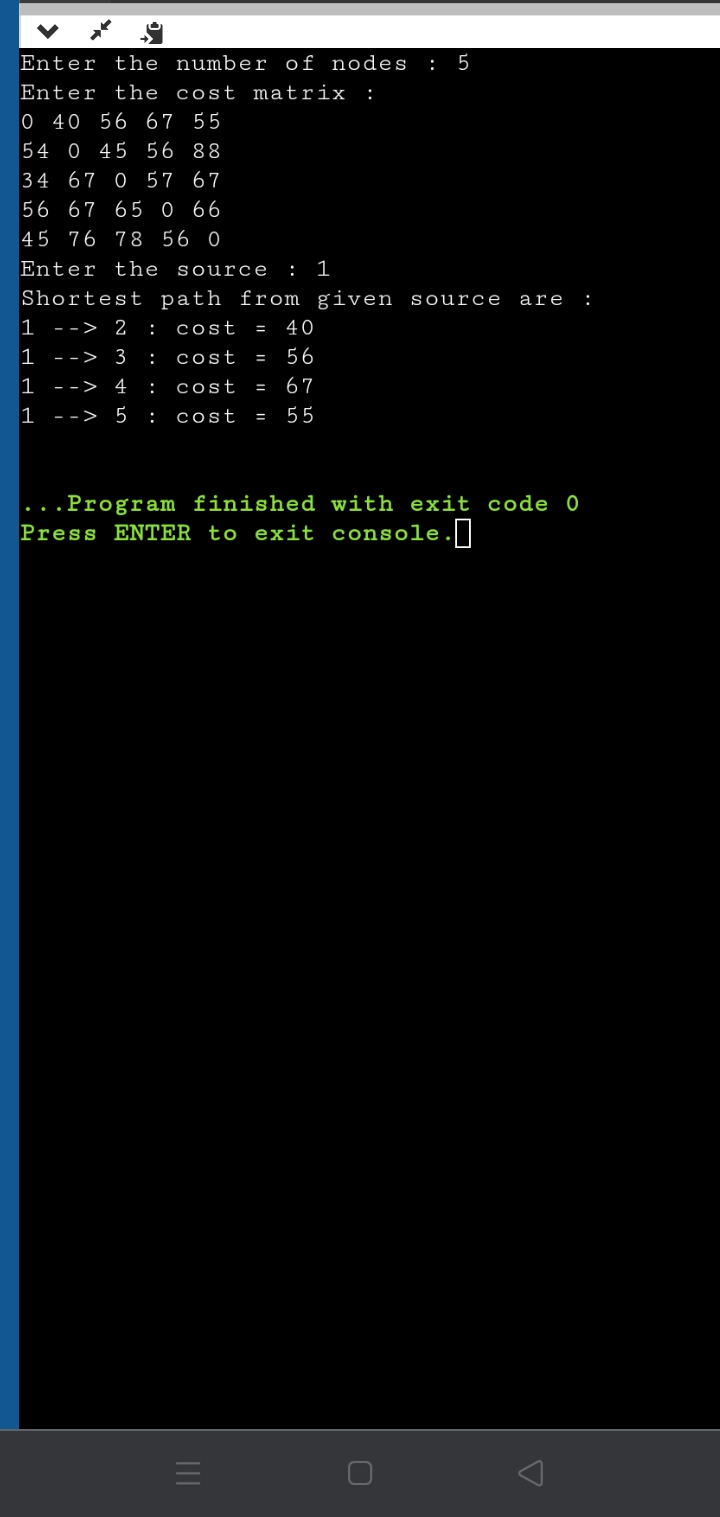 Enter the number of nodes : 5
Enter the cost matrix :
0 40 56 67 55
54 0 45 56 88
34 67 0 57 67
56 67 65 0 66
45 76 78 56 0
Enter the source : 1
Shortest path from given source are :
1 --> 2 : cost = 40
1 --> 3 : cost = 56
1 --> 4 : cost = 67
1 --> 5 : cost = 55
...Program finished with exit code 0
Press ENTER to exit console.